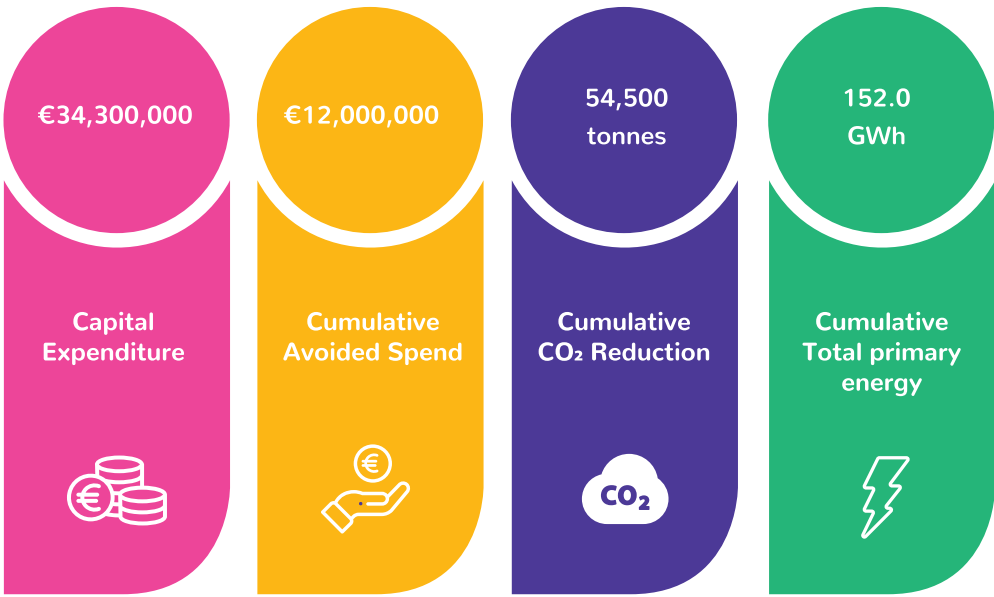 €34,300,000
Capital
Expenditure
€
€12,000,000
Cumulative
Avoided Spend
€
54,500
tonnes
Cumulative
CO₂ Reduction
CO₂
152.0
GWh
Cumulative
Total primary
energy